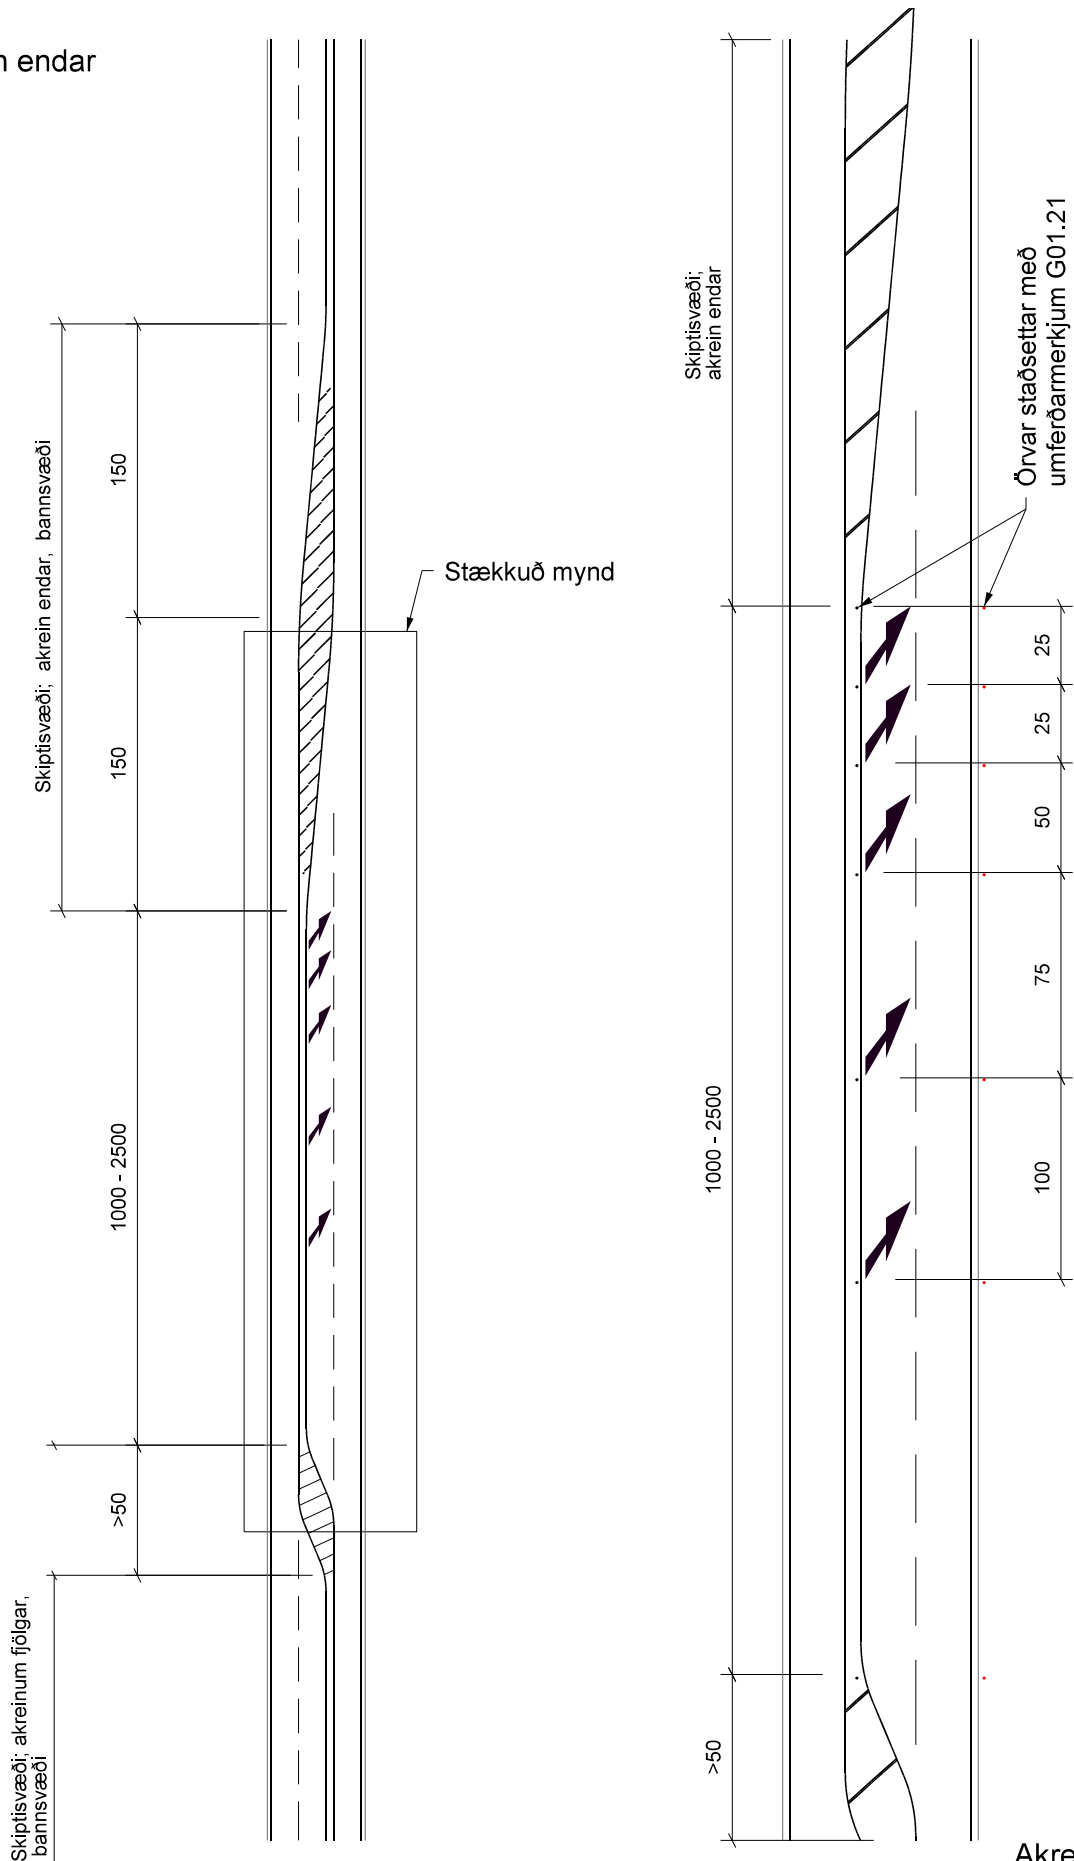 n endar
Skiptisvæði; akrein endar, bannsvæði
150
150
1000 - 2500
>50
Skiptisvæði; akreinum fjölgar,
bannsvæði
Stækkuð mynd
Skiptisvæði;
akrein endar
1000 - 2500
>50
Örvar staðsettar með
umferðarmerkjum G01.21
25
25
50
75
100
Akre